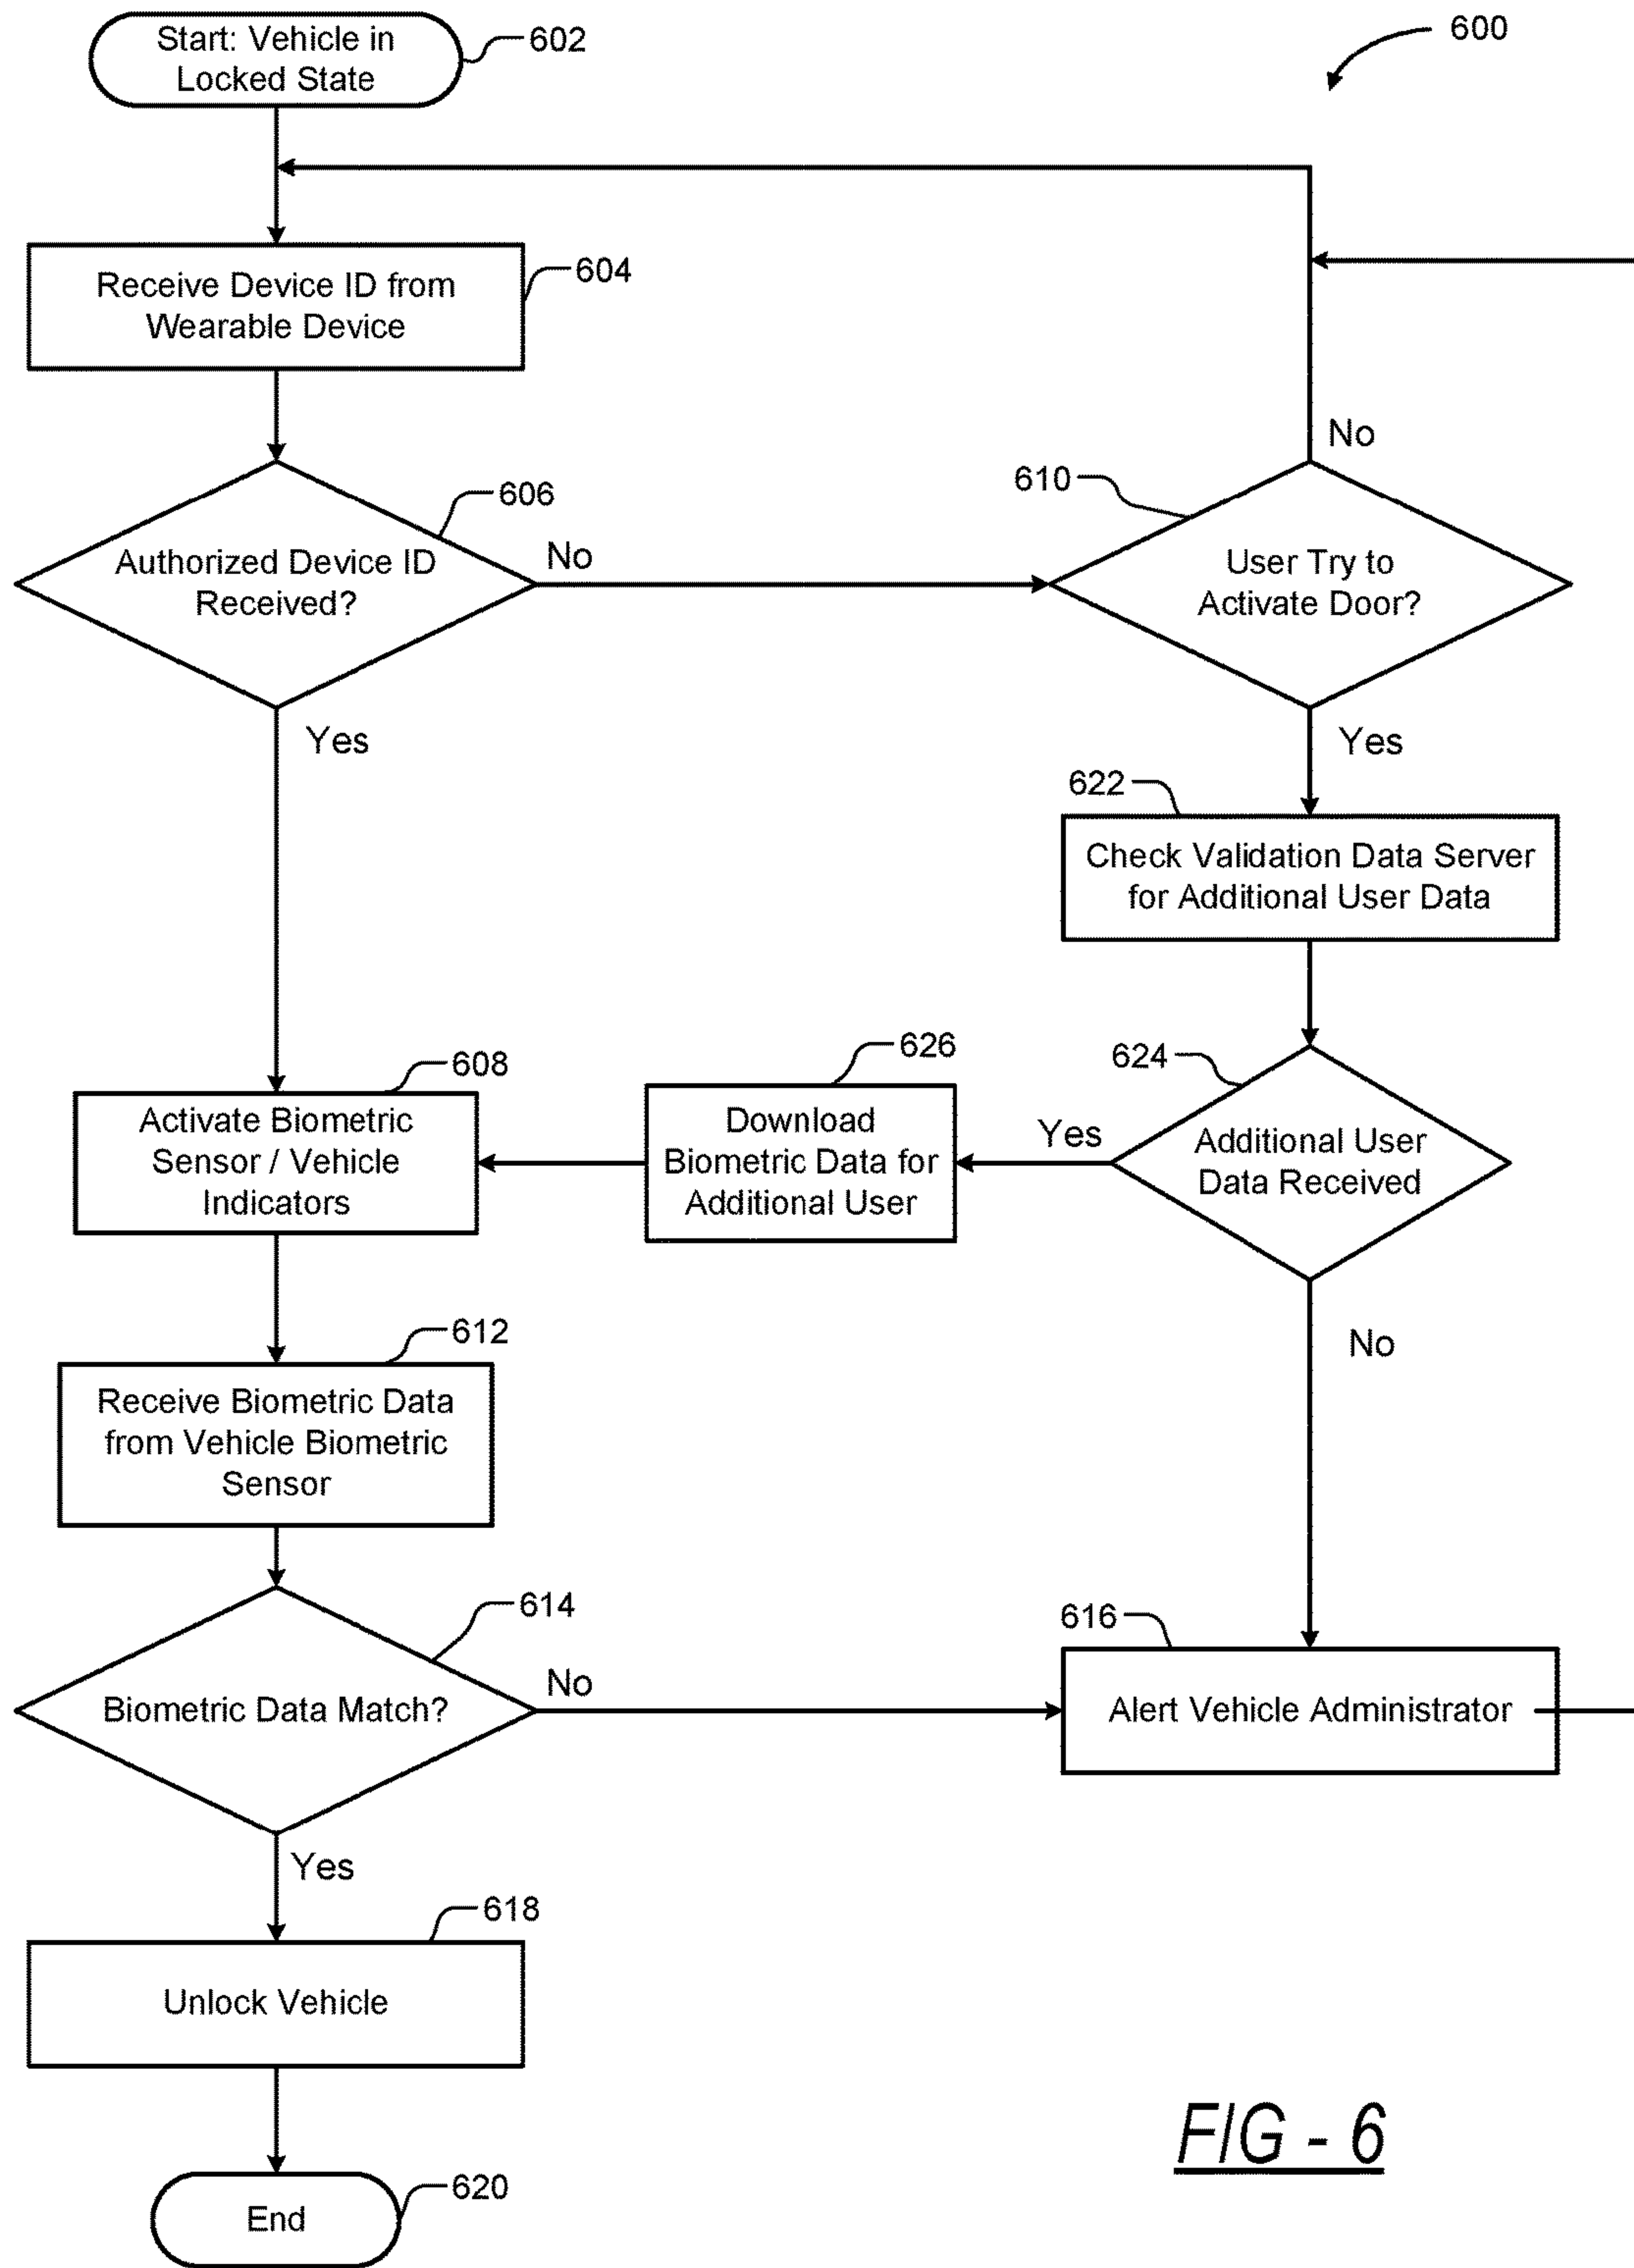 Start: Vehicle in
Locked State
602
600
Receive Device ID from
Wearable Device
604
Authorized Device ID
Received?
606
No
Yes
User Try to
Activate Door?
610
No
Yes
622
Check Validation Data Server
for Additional User Data
624
Additional User
Data Received
Yes
No
626
Download
Biometric Data for
Additional User
608
Activate Biometric
Sensor / Vehicle
Indicators
612
Receive Biometric Data
from Vehicle Biometric
Sensor
614
Biometric Data Match?
No
Yes
616
Alert Vehicle Administrator
618
Unlock Vehicle
End
620
FIG - 6